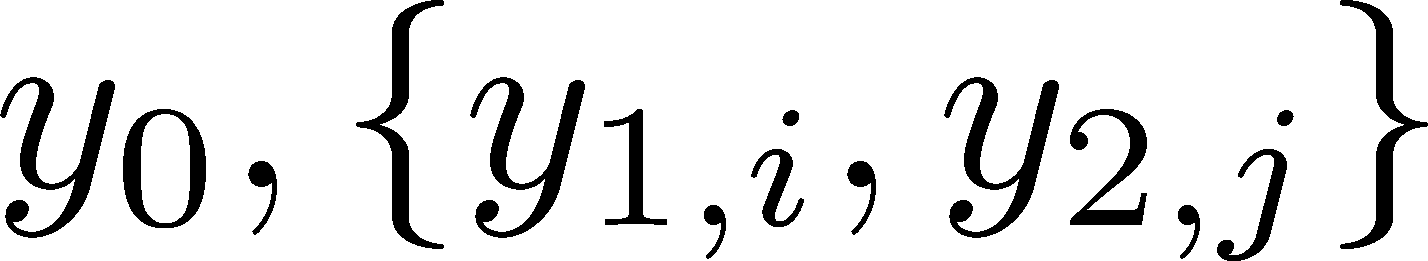 y_0, {y_{1,i}, y_{2,j}}